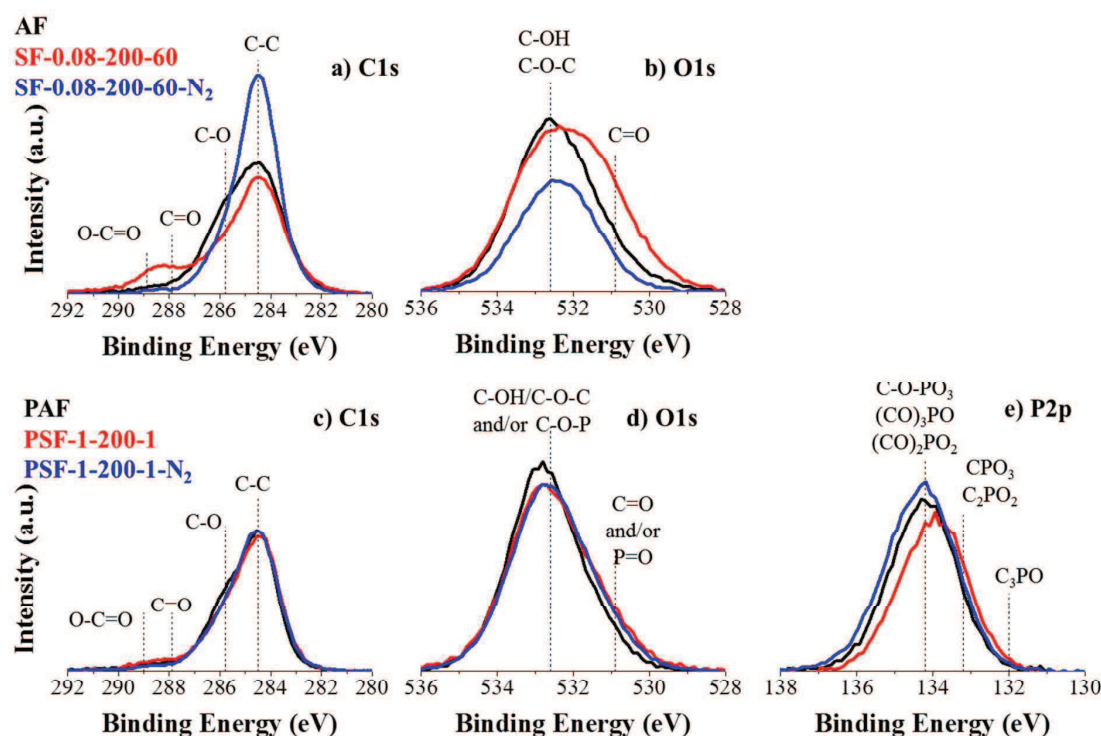 AF
SF-0.08-200-60
SF-0.08-200-60-N₂
a) C1s
C-C
C-O
C=O
O-C=O
Intensity (a.u.)
292 290 288 286 284 282 280
Binding Energy (eV)
b) O1s
C-OH
C-O-C
C=O
536 534 532 530 528
Binding Energy (eV)
PAF
PSF-1-200-1
PSF-1-200-1-N₂
c) C1s
C-C
C-O
C=O
O-C=O
Intensity (a.u.)
292 290 288 286 284 282 280
Binding Energy (eV)
d) O1s
C-OH/C-O-C
and/or C-O-P
C=O
and/or
P=O
536 534 532 530 528
Binding Energy (eV)
e) P2p
C-O-PO₃
(CO)₃PO
(CO)₂PO₂
CPO₃
C₂PO₂
C₃PO
138 136 134 132 130
Binding Energy (eV)